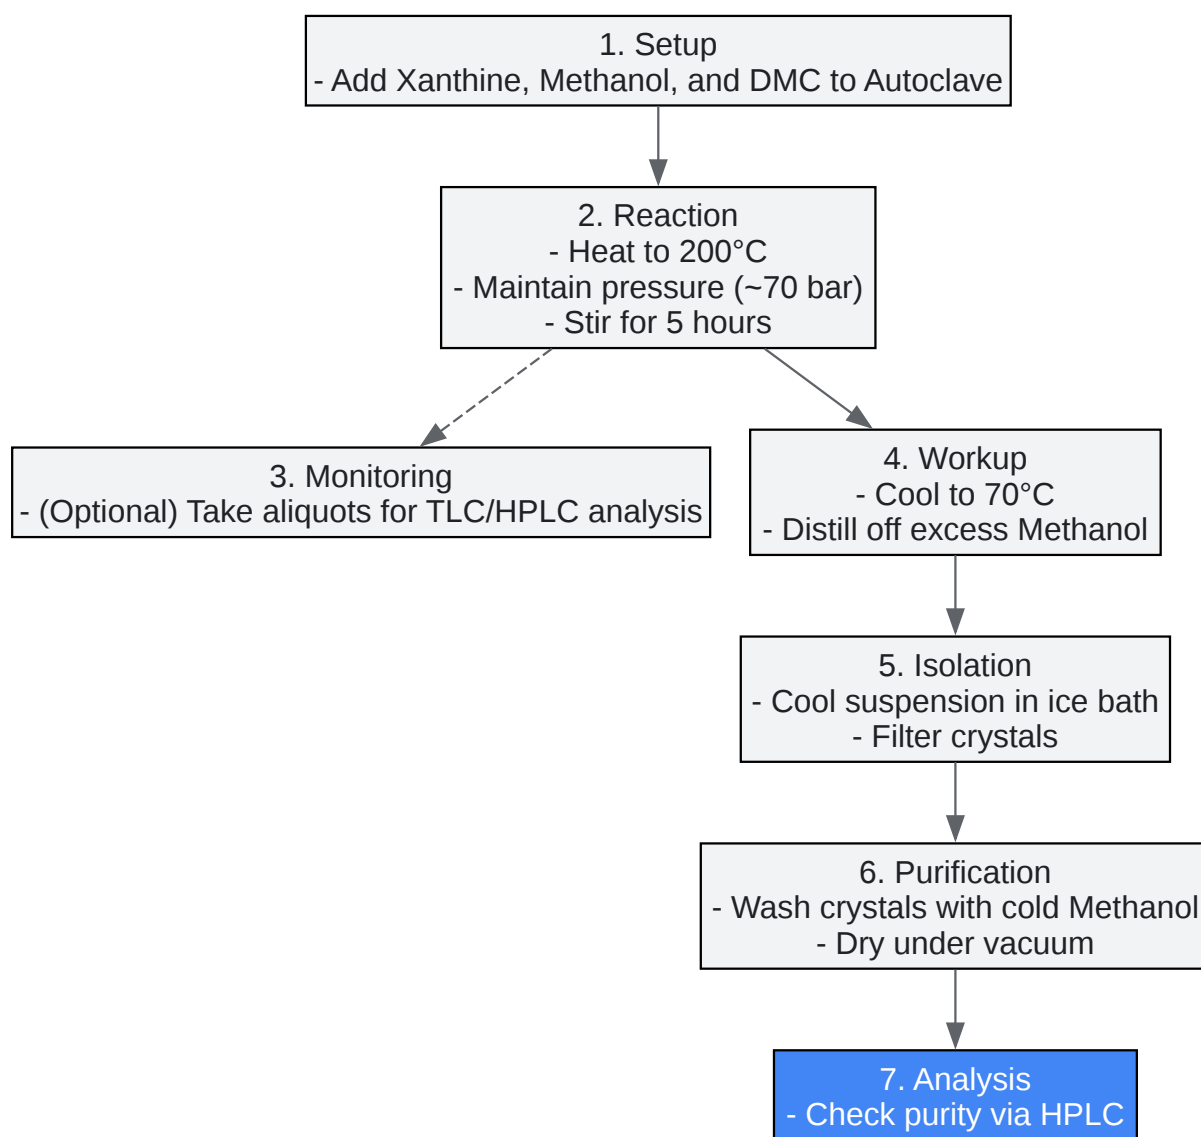 1. Setup
- Add Xanthine, Methanol, and DMC to Autoclave
2. Reaction
- Heat to 200°C
- Maintain pressure (~70 bar)
- Stir for 5 hours
3. Monitoring
- (Optional) Take aliquots for TLC/HPLC analysis
4. Workup
- Cool to 70°C
- Distill off excess Methanol
5. Isolation
- Cool suspension in ice bath
- Filter crystals
6. Purification
- Wash crystals with cold Methanol
- Dry under vacuum
7. Analysis
- Check purity via HPLC